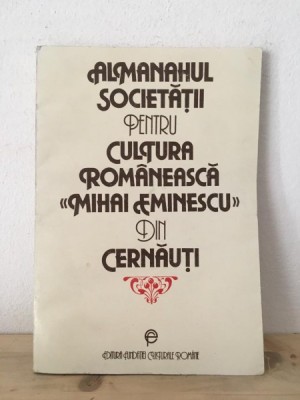 ALMANAHUL
SOCIETĂȚII
PENTRU
CULTURA
ROMÂNEASCĂ
«MIHAI EMINESCU»
DIN
CERNĂUȚI
EDITURA FUNDAȚIEI CULTURALE ROMÂNE